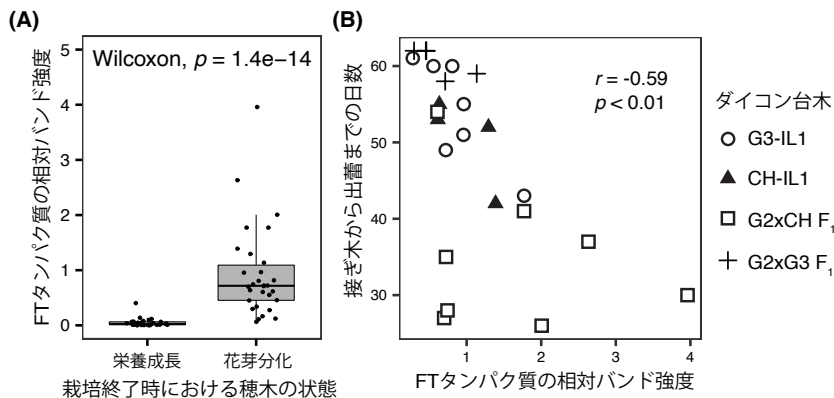 (A)
Wilcoxon, p = 1.4e−14
FTタンパク質の相対バンド強度
5
4
3
2
1
0
栄養成長
花芽分化
栽培終了時における穂木の状態
(B)
接ぎ木から出蕾までの日数
60
50
40
30
r = -0.59
p < 0.01
1
2
3
4
FTタンパク質の相対バンド強度
ダイコン台木
G3-IL1
CH-IL1
G2xCH F₁
G2xG3 F₁